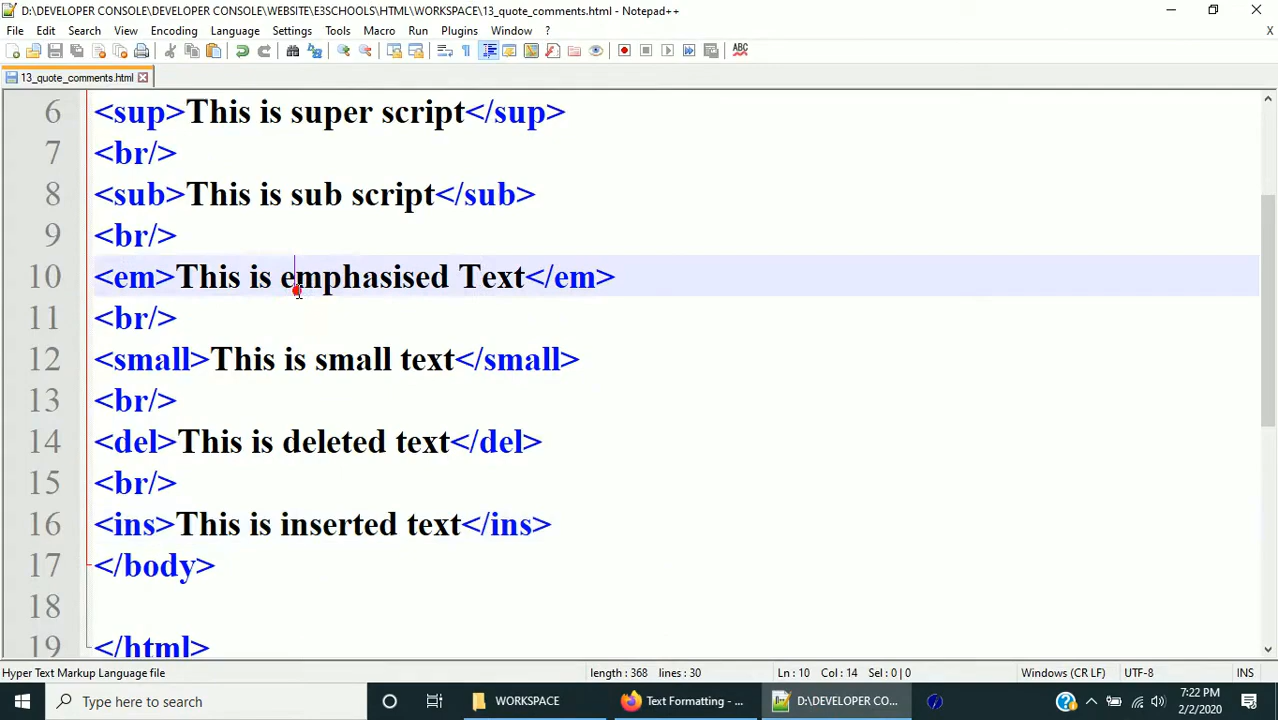 D:\DEVELOPER CONSOLE\DEVELOPER CONSOLE\WEBSITE\E3SCHOOLS\HTML\WORKSPACE\13_quote_comments.html - Notepad++
File Edit Search View Encoding Language Settings Tools Macro Run Plugins Window ? X
13_quote_comments.html
6 <sup>This is super script</sup>
7 <br/>
8 <sub>This is sub script</sub>
9 <br/>
10 <em>This is emphasised Text</em>
11 <br/>
12 <small>This is small text</small>
13 <br/>
14 <del>This is deleted text</del>
15 <br/>
16 <ins>This is inserted text</ins>
17 </body>
18
19 </html>
Hyper Text Markup Language file length : 368 lines : 30 Ln : 10 Col : 14 Sel : 0 | 0 Windows (CR LF) UTF-8 INS
Type here to search WORKSPACE Text Formatting - ... D:\DEVELOPER CO... 7:22 PM
2/2/2020